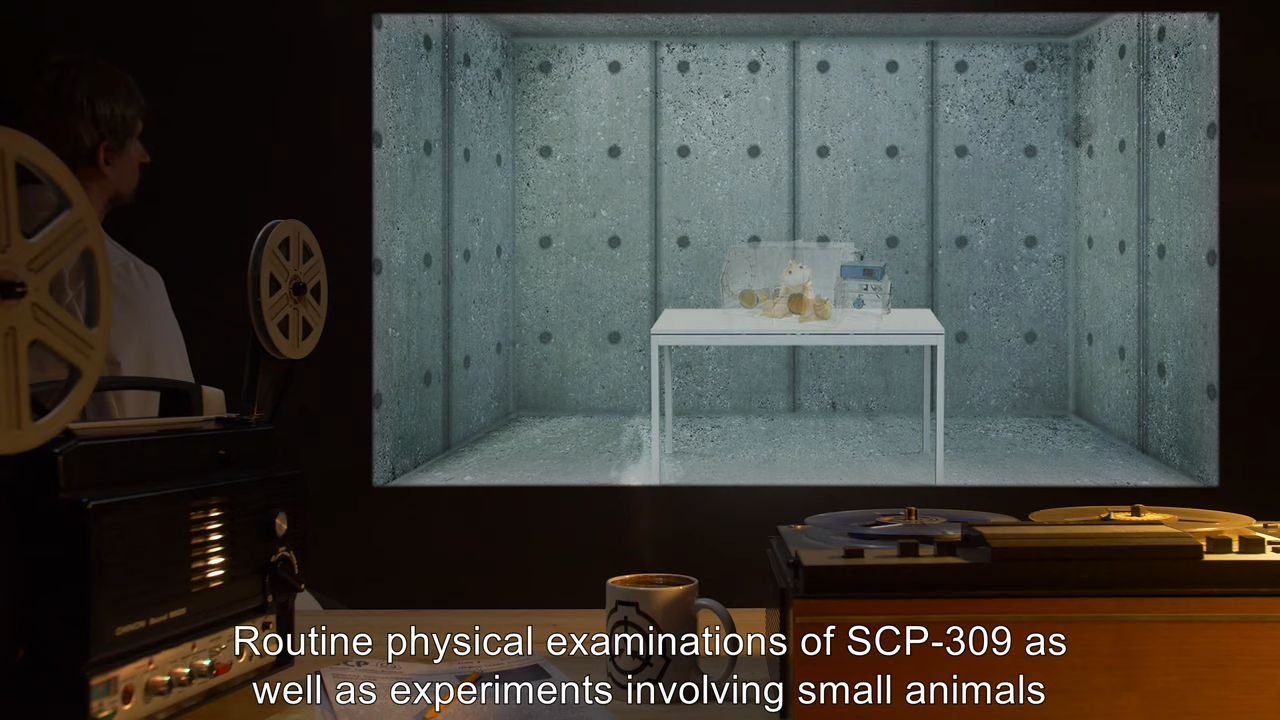 Routine physical examinations of SCP-309 as
well as experiments involving small animals